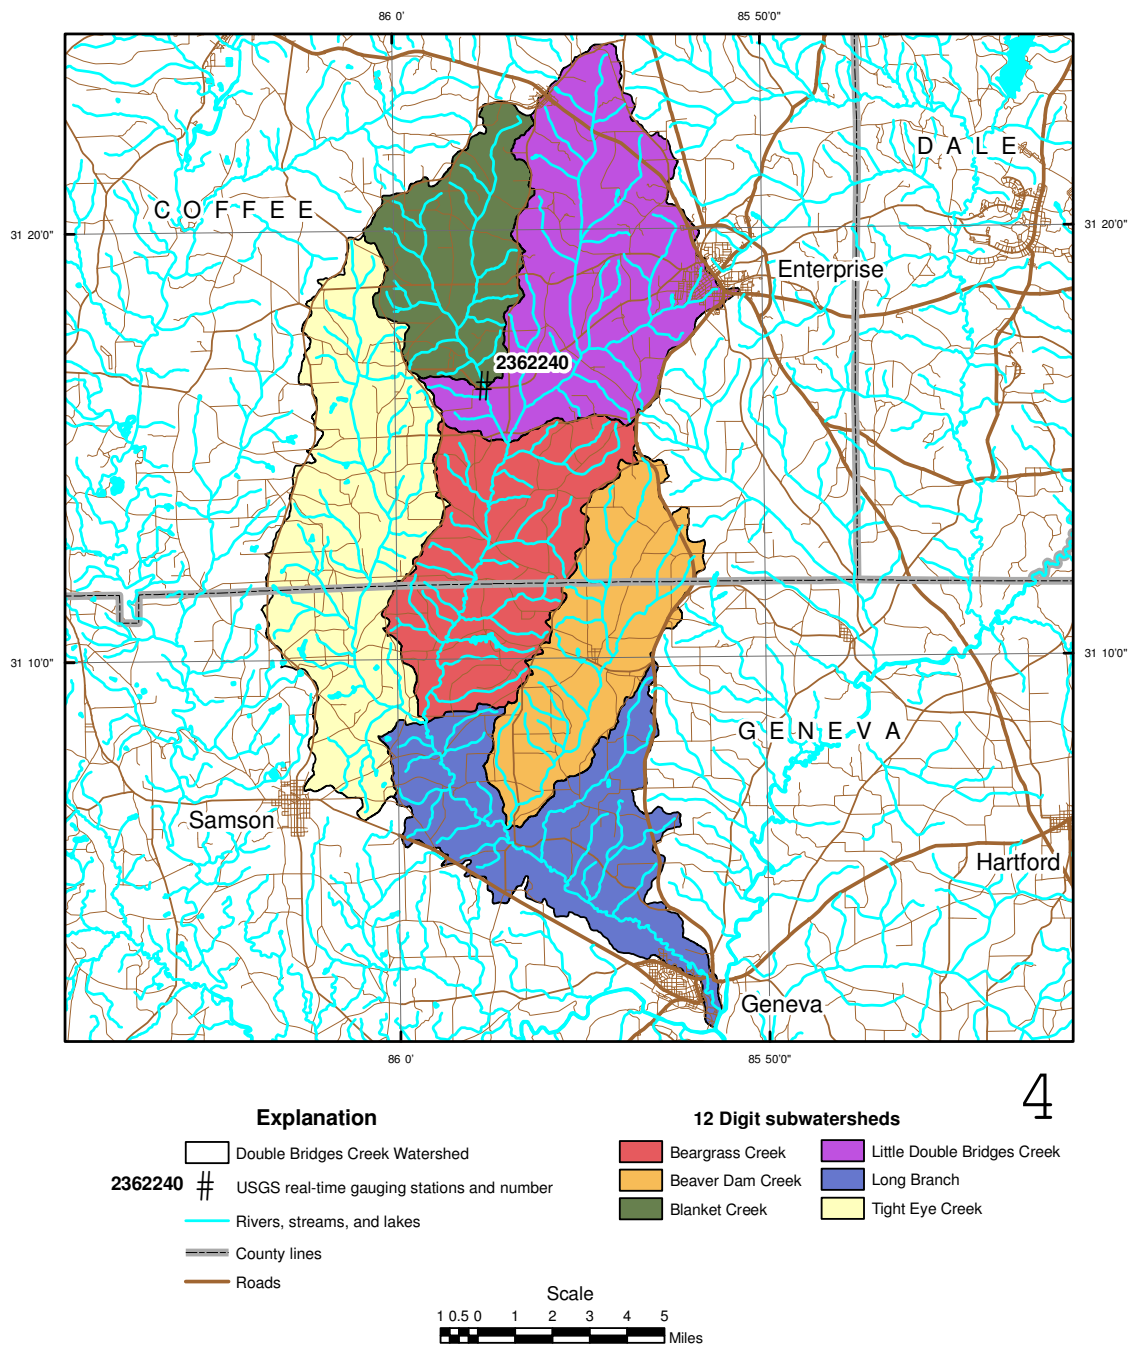 86 0'
85 50'0"
DALE
COFFEE
31 20'0"
31 20'0"
Enterprise
2362240
31 10'0"
31 10'0"
GENEVA
Samson
Hartford
Geneva
86 0'
85 50'0"
4
Explanation
Double Bridges Creek Watershed
2362240 USGS real-time gauging stations and number
Rivers, streams, and lakes
County lines
Roads
12 Digit subwatersheds
Beargrass Creek
Beaver Dam Creek
Blanket Creek
Little Double Bridges Creek
Long Branch
Tight Eye Creek
Scale
1 0.5 0 1 2 3 4 5
Miles